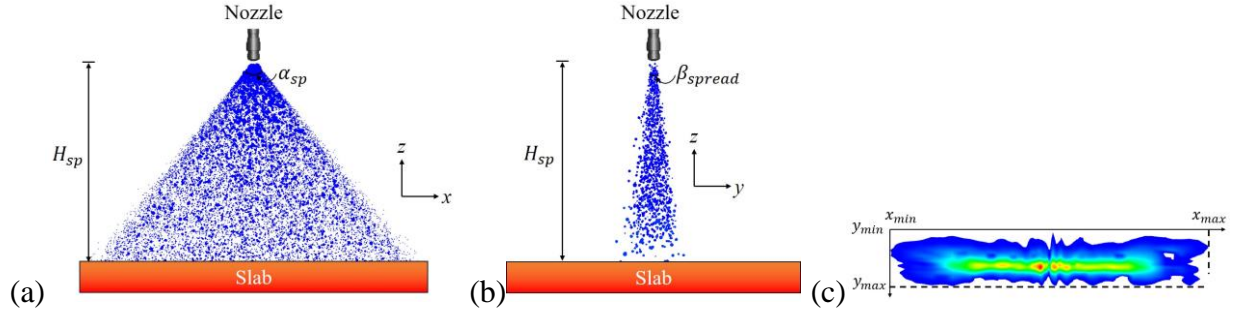 Nozzle
α_sp
H_sp
z
x
Slab
(a)
Nozzle
β_spread
H_sp
z
y
Slab
(b)
x_min
x_max
y_min
y_max
(c)